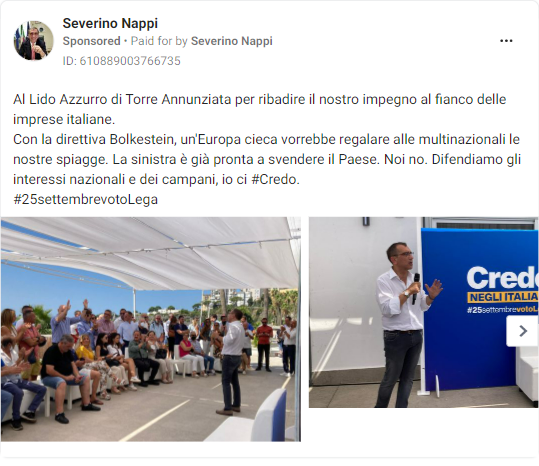 Severino Nappi
Sponsored • Paid for by Severino Nappi
ID: 610889003766735
Al Lido Azzurro di Torre Annunziata per ribadire il nostro impegno al fianco delle
imprese italiane.
Con la direttiva Bolkestein, un'Europa cieca vorrebbe regalare alle multinazionali le
nostre spiagge. La sinistra è già pronta a svendere il Paese. Noi no. Difendiamo gli
interessi nazionali e dei campani, io ci #Credo.
#25settembrevotoLega
Credo
NEGLI ITALIA
#25settembrevotoLe